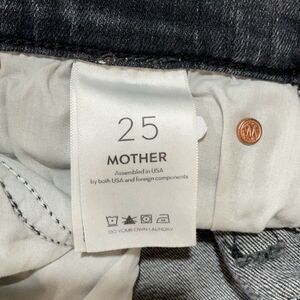 25
MOTHER
Assembled in USA
by both USA and foreign components
DO YOUR OWN LAUNDRY